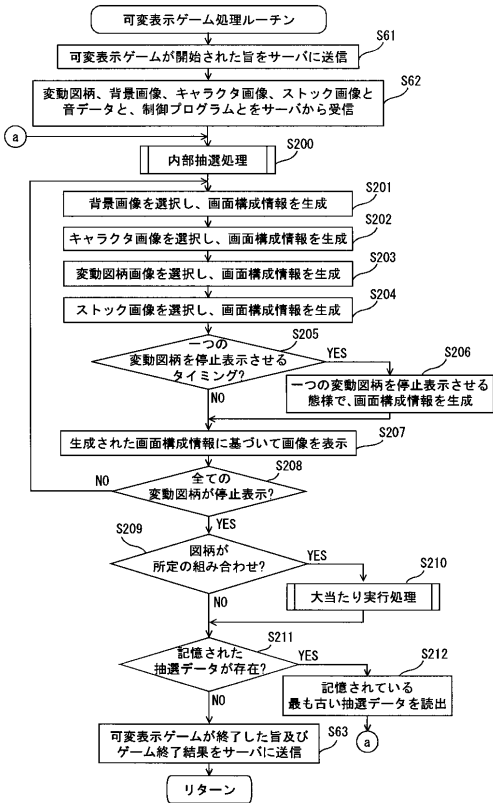 可変表示ゲーム処理ルーチン
S61
可変表示ゲームが開始された旨をサーバに送信
S62
変動図柄、背景画像、キャラクタ画像、ストック画像と
音データと、制御プログラムとをサーバから受信
a
S200
内部抽選処理
S201
背景画像を選択し、画面構成情報を生成
S202
キャラクタ画像を選択し、画面構成情報を生成
S203
変動図柄画像を選択し、画面構成情報を生成
S204
ストック画像を選択し、画面構成情報を生成
S205
一つの
変動図柄を停止表示させる
タイミング?
YES
NO
S206
一つの変動図柄を停止表示させる
態様で、画面構成情報を生成
S207
生成された画面構成情報に基づいて画像を表示
S208
全ての
変動図柄が停止表示?
NO
YES
S209
図柄が
所定の組み合わせ?
YES
NO
S210
大当たり実行処理
S211
記憶された
抽選データが存在?
YES
NO
S212
記憶されている
最も古い抽選データを読出
a
S63
可変表示ゲームが終了した旨及び
ゲーム終了結果をサーバに送信
リターン